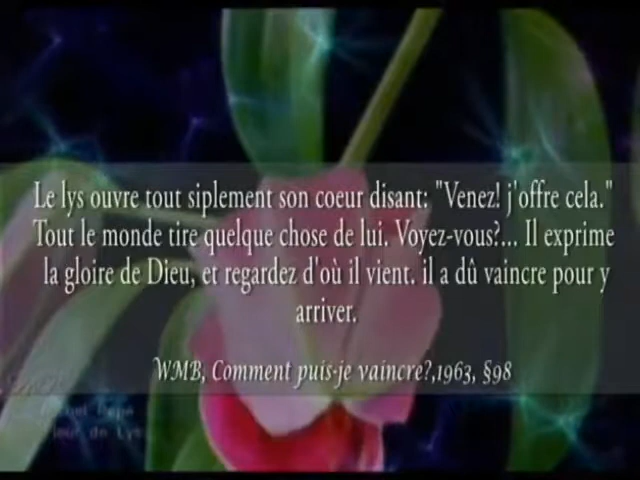 Le lys ouvre tout siplement son coeur disant: "Venez! j'offre cela."
Tout le monde tire quelque chose de lui. Voyez-vous?... Il exprime
la gloire de Dieu, et regardez d'où il vient. il a dû vaincre pour y
arriver.
WMB, Comment puis-je vaincre?,1963, §98
de Lys